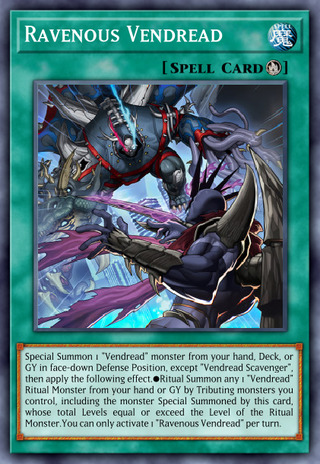 Ravenous Vendread
[Spell Card]
Special Summon 1 "Vendread" monster from your hand, Deck, or
GY in face-down Defense Position, except "Vendread Scavenger",
then apply the following effect.●Ritual Summon any 1 "Vendread"
Ritual Monster from your hand or GY by Tributing monsters you
control, including the monster Special Summoned by this card,
whose total Levels equal or exceed the Level of the Ritual
Monster.You can only activate 1 "Ravenous Vendread" per turn.